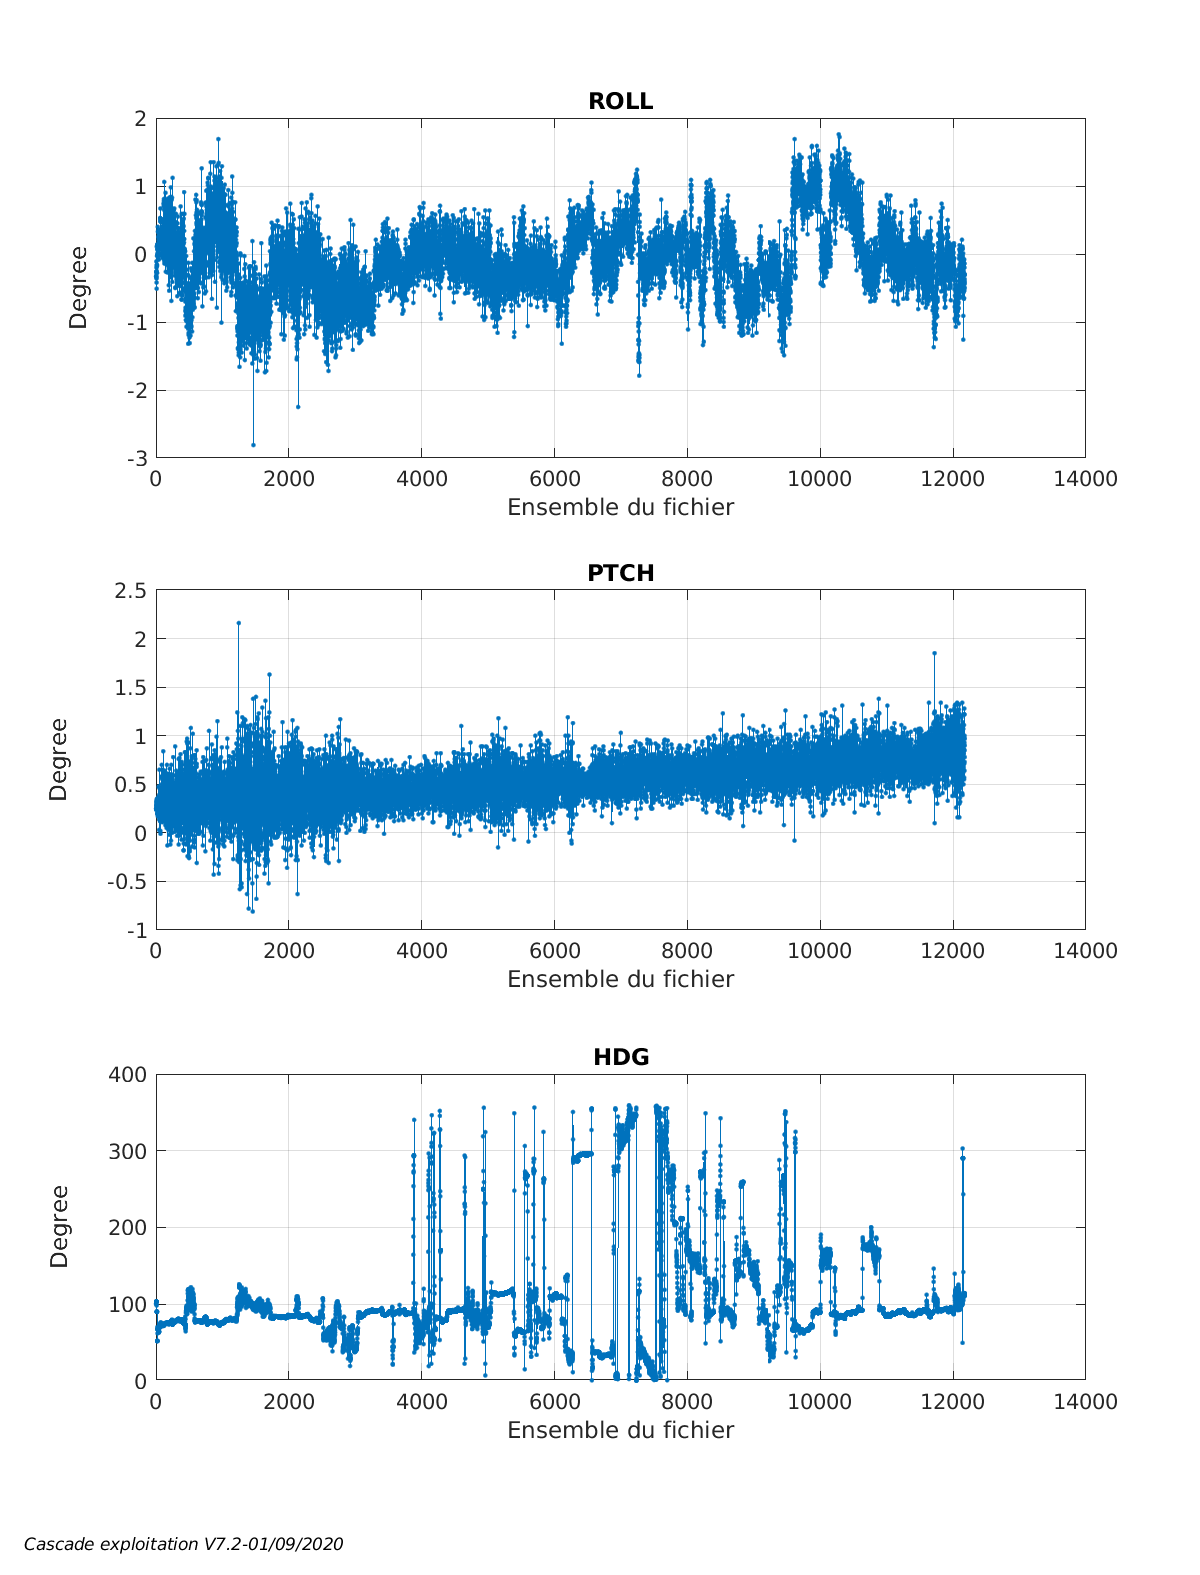 ROLL
2
1
0
-1
-2
-3
Degree
0 2000 4000 6000 8000 10000 12000 14000
Ensemble du fichier
PTCH
2.5
2
1.5
1
0.5
0
-0.5
-1
Degree
0 2000 4000 6000 8000 10000 12000 14000
Ensemble du fichier
HDG
400
300
200
100
0
Degree
0 2000 4000 6000 8000 10000 12000 14000
Ensemble du fichier
Cascade exploitation V7.2-01/09/2020